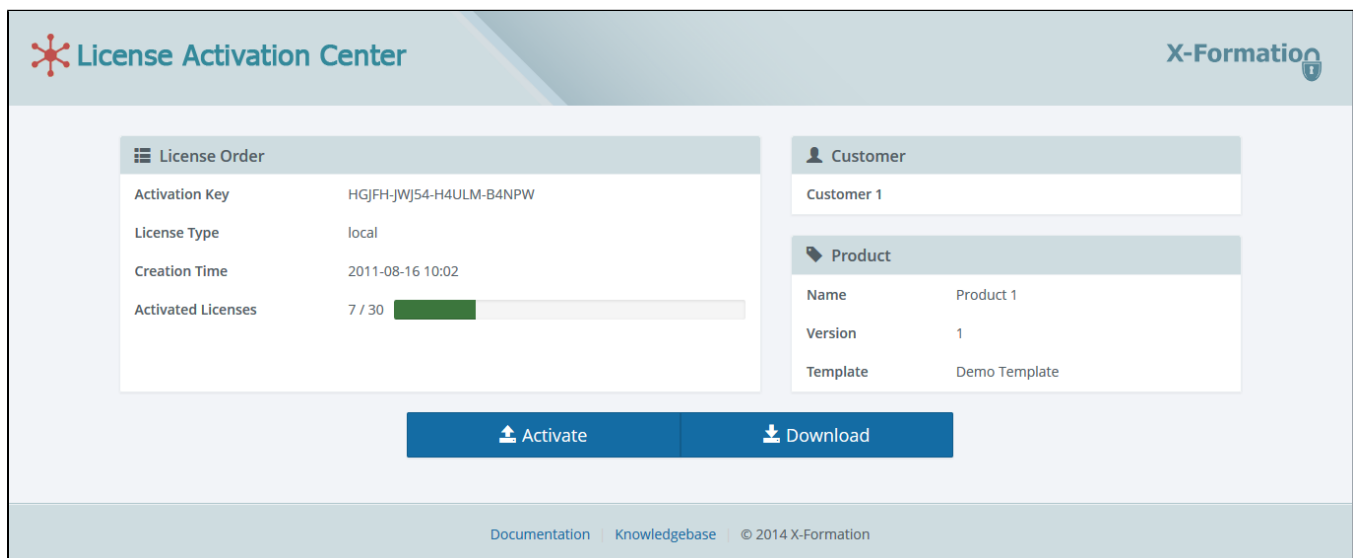 License Activation Center
X-Formation
License Order
Activation Key HGJFH-JWJ54-H4ULM-B4NPW
License Type local
Creation Time 2011-08-16 10:02
Activated Licenses 7 / 30
Customer
Customer 1
Product
Name Product 1
Version 1
Template Demo Template
Activate Download
Documentation Knowledgebase © 2014 X-Formation